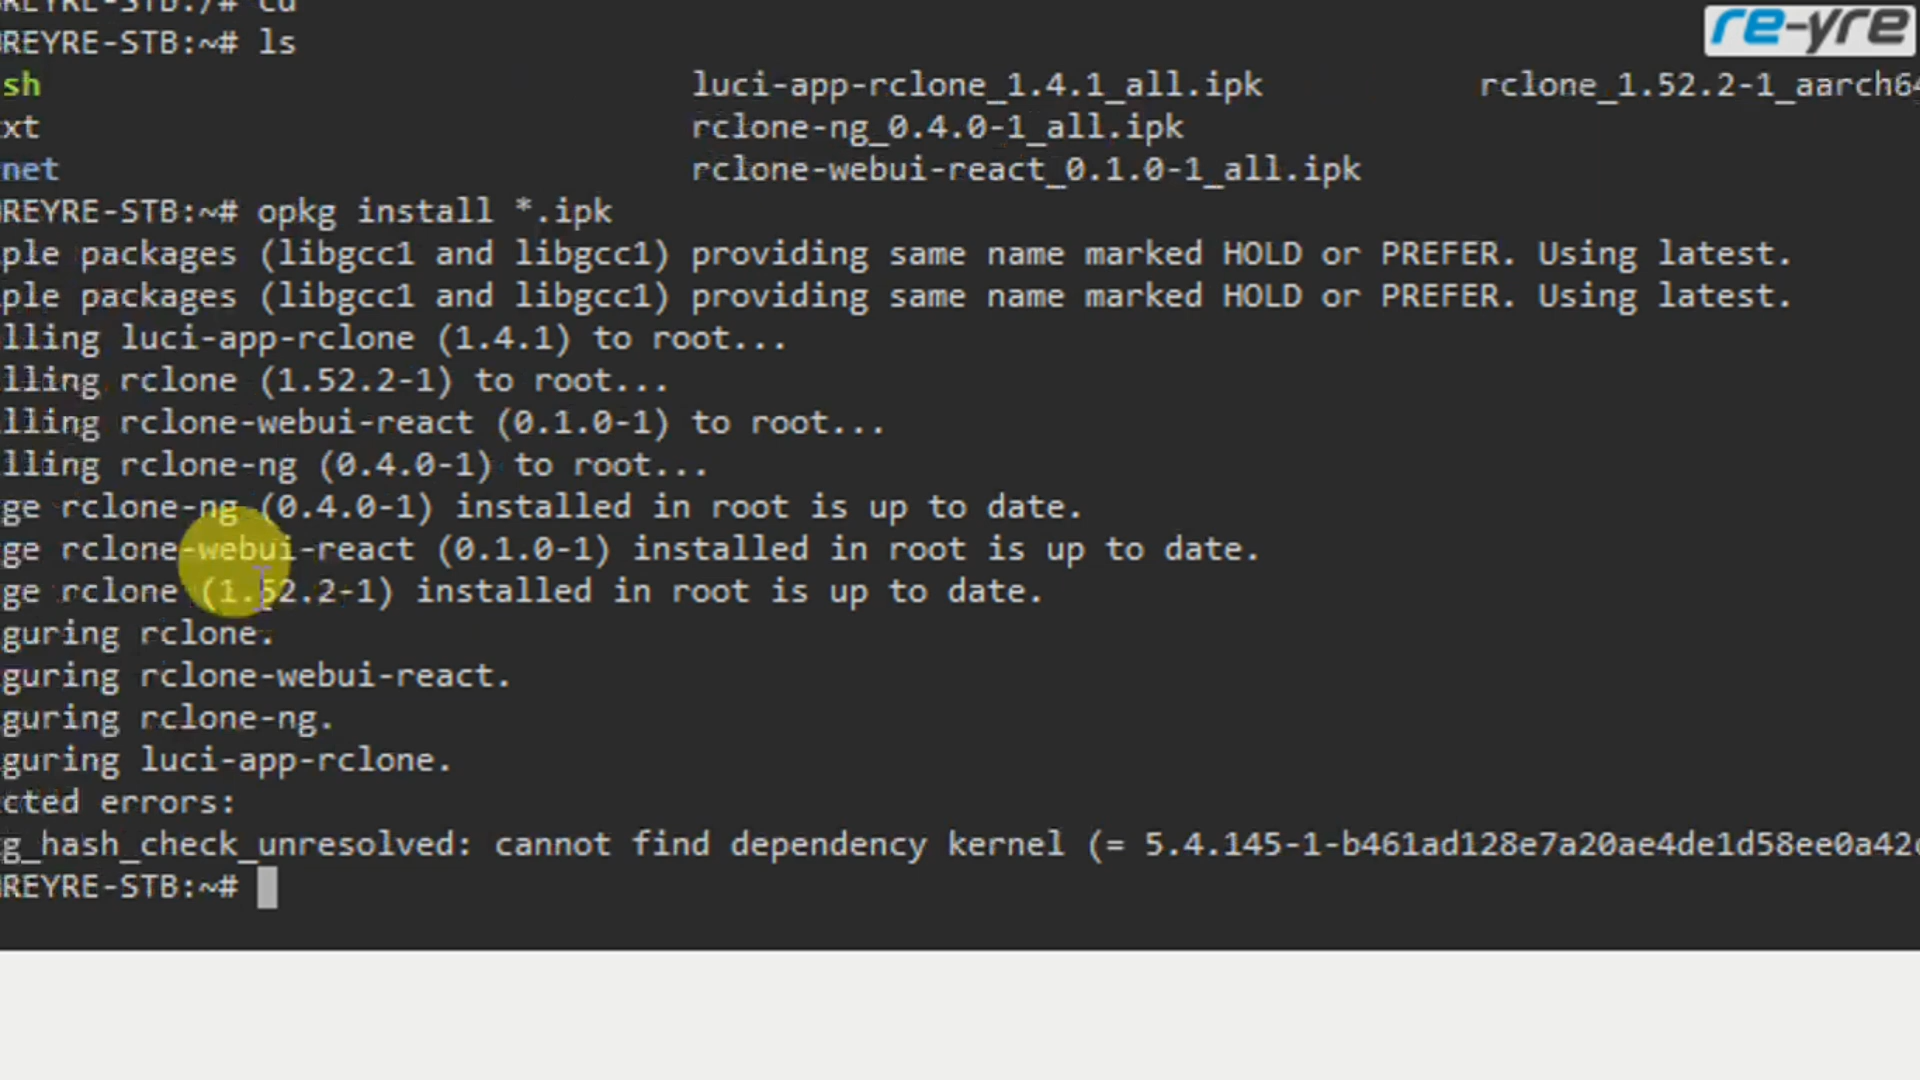 REYRE-STB:/# cd
REYRE-STB:~# ls
re-yre
sh luci-app-rclone_1.4.1_all.ipk rclone_1.52.2-1_aarch64
xt rclone-ng_0.4.0-1_all.ipk
net rclone-webui-react_0.1.0-1_all.ipk
REYRE-STB:~# opkg install *.ipk
ple packages (libgcc1 and libgcc1) providing same name marked HOLD or PREFER. Using latest.
ple packages (libgcc1 and libgcc1) providing same name marked HOLD or PREFER. Using latest.
lling luci-app-rclone (1.4.1) to root...
lling rclone (1.52.2-1) to root...
lling rclone-webui-react (0.1.0-1) to root...
lling rclone-ng (0.4.0-1) to root...
ge rclone-ng (0.4.0-1) installed in root is up to date.
ge rclone-webui-react (0.1.0-1) installed in root is up to date.
ge rclone (1.52.2-1) installed in root is up to date.
guring rclone.
guring rclone-webui-react.
guring rclone-ng.
guring luci-app-rclone.
cted errors:
g_hash_check_unresolved: cannot find dependency kernel (= 5.4.145-1-b461ad128e7a20ae4de1d58ee0a42
REYRE-STB:~#